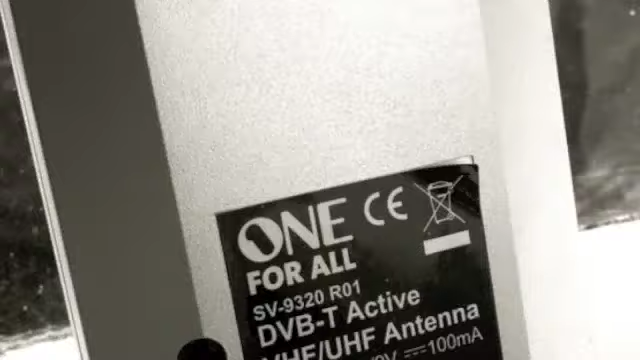 ONE CE
FOR ALL
SV-9320 R01
DVB-T Active
VHF/UHF Antenna
100mA